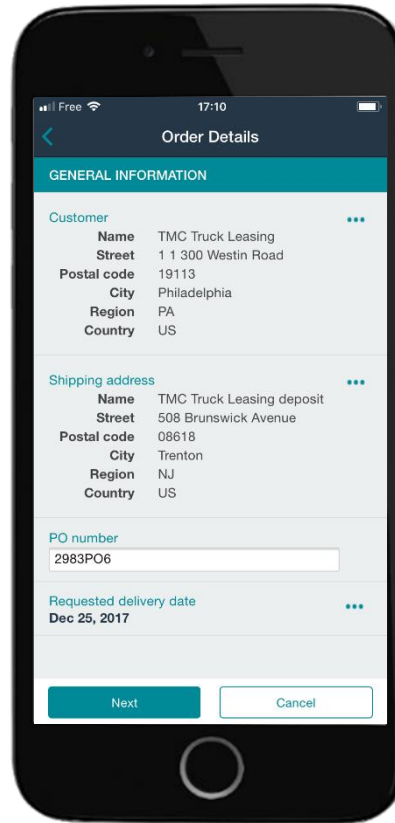 Free 17:10
Order Details
GENERAL INFORMATION
Customer
Name TMC Truck Leasing
Street 1 1 300 Westin Road
Postal code 19113
City Philadelphia
Region PA
Country US
Shipping address
Name TMC Truck Leasing deposit
Street 508 Brunswick Avenue
Postal code 08618
City Trenton
Region NJ
Country US
PO number
2983PO6
Requested delivery date
Dec 25, 2017
Next Cancel